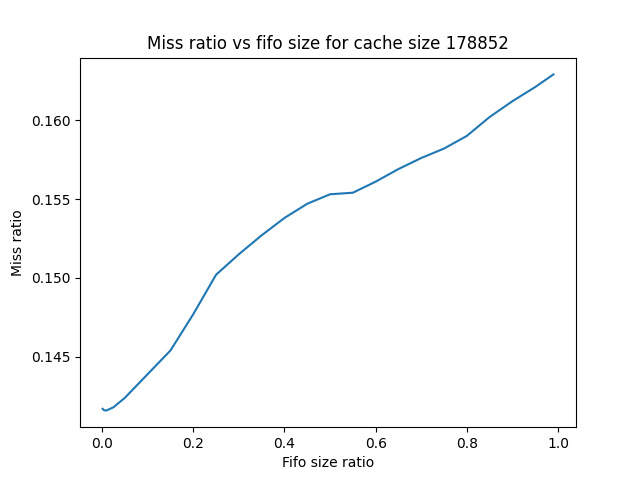 Miss ratio vs fifo size for cache size 178852
0.160
0.155
0.150
0.145
Miss ratio
0.0 0.2 0.4 0.6 0.8 1.0
Fifo size ratio